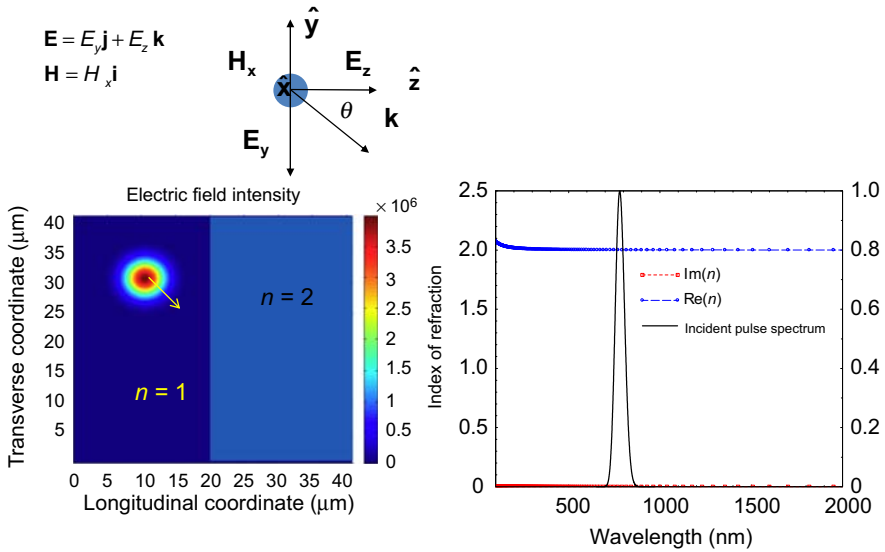 E = E_y j + E_z k
H = H_x i
ŷ
H_x
E_z
ẑ
x̂
θ
k
E_y
Electric field intensity
× 10^6
Transverse coordinate (μm)
40
35
30
25
20
15
10
5
n = 2
n = 1
3.5
3
2.5
2
1.5
1
0.5
0
0 5 10 15 20 25 30 35 40
Longitudinal coordinate (μm)
Index of refraction
2.5
2.0
1.5
1.0
0.5
0
Im(n)
Re(n)
Incident pulse spectrum
1.0
0.8
0.6
0.4
0.2
0
500 1000 1500 2000
Wavelength (nm)